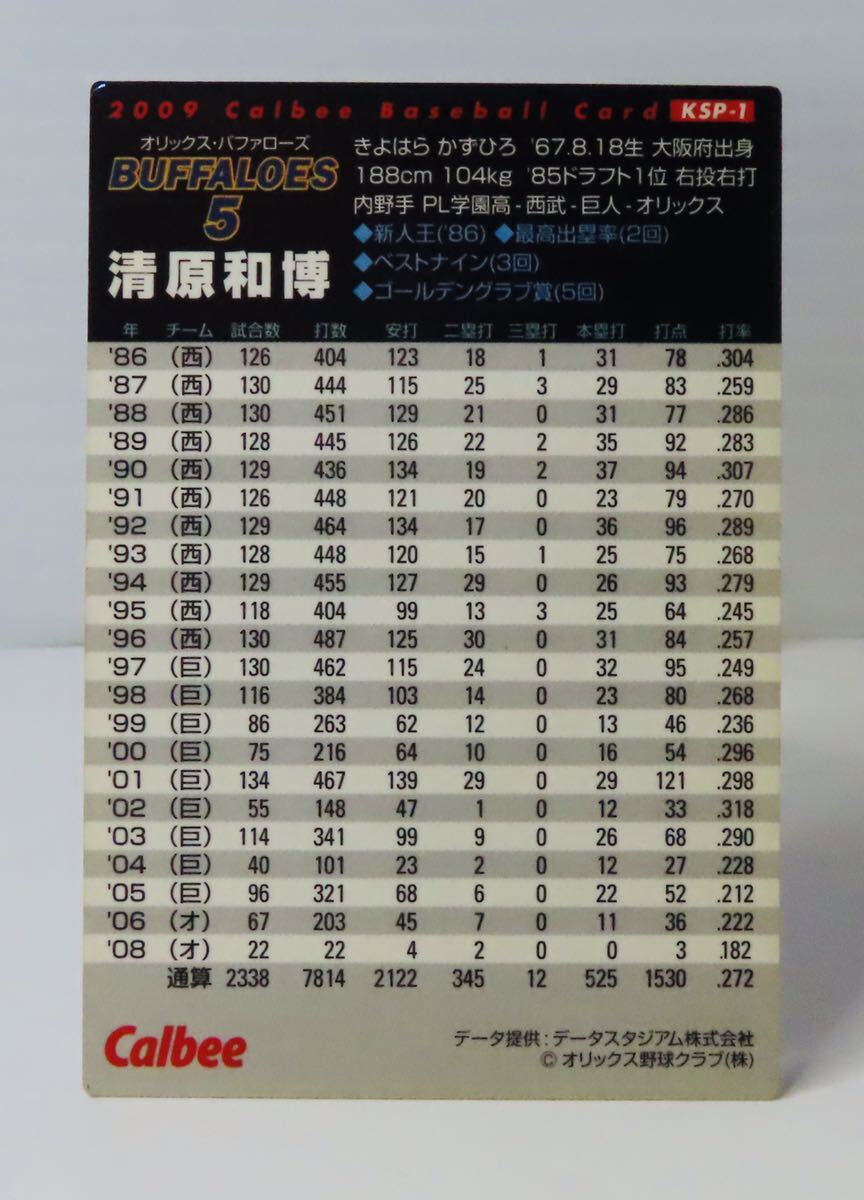 2009 Calbee Baseball Card KSP-1
オリックス・バファローズ
BUFFALOES
5
清原和博
きよはら かずひろ '67.8.18生 大阪府出身
188cm 104kg '85ドラフト1位 右投右打
内野手 PL学園高-西武-巨人-オリックス
◆新人王('86) ◆最高出塁率(2回)
◆ベストナイン(3回)
◆ゴールデングラブ賞(5回)
年 チーム 試合数 打数 安打 二塁打 三塁打 本塁打 打点 打率
'86 (西) 126 404 123 18 1 31 78 .304
'87 (西) 130 444 115 25 3 29 83 .259
'88 (西) 130 451 129 21 0 31 77 .286
'89 (西) 128 445 126 22 2 35 92 .283
'90 (西) 129 436 134 19 2 37 94 .307
'91 (西) 126 448 121 20 0 23 79 .270
'92 (西) 129 464 134 17 0 36 96 .289
'93 (西) 128 448 120 15 1 25 75 .268
'94 (西) 129 455 127 29 0 26 93 .279
'95 (西) 118 404 99 13 3 25 64 .245
'96 (西) 130 487 125 30 0 31 84 .257
'97 (巨) 130 462 115 24 0 32 95 .249
'98 (巨) 116 384 103 14 0 23 80 .268
'99 (巨) 86 263 62 12 0 13 46 .236
'00 (巨) 75 216 64 10 0 16 54 .296
'01 (巨) 134 467 139 29 0 29 121 .298
'02 (巨) 55 148 47 1 0 12 33 .318
'03 (巨) 114 341 99 9 0 26 68 .290
'04 (巨) 40 101 23 2 0 12 27 .228
'05 (巨) 96 321 68 6 0 22 52 .212
'06 (オ) 67 203 45 7 0 11 36 .222
'08 (オ) 22 22 4 2 0 0 3 .182
通算 2338 7814 2122 345 12 525 1530 .272
Calbee
データ提供:データスタジアム株式会社
© オリックス野球クラブ(株)